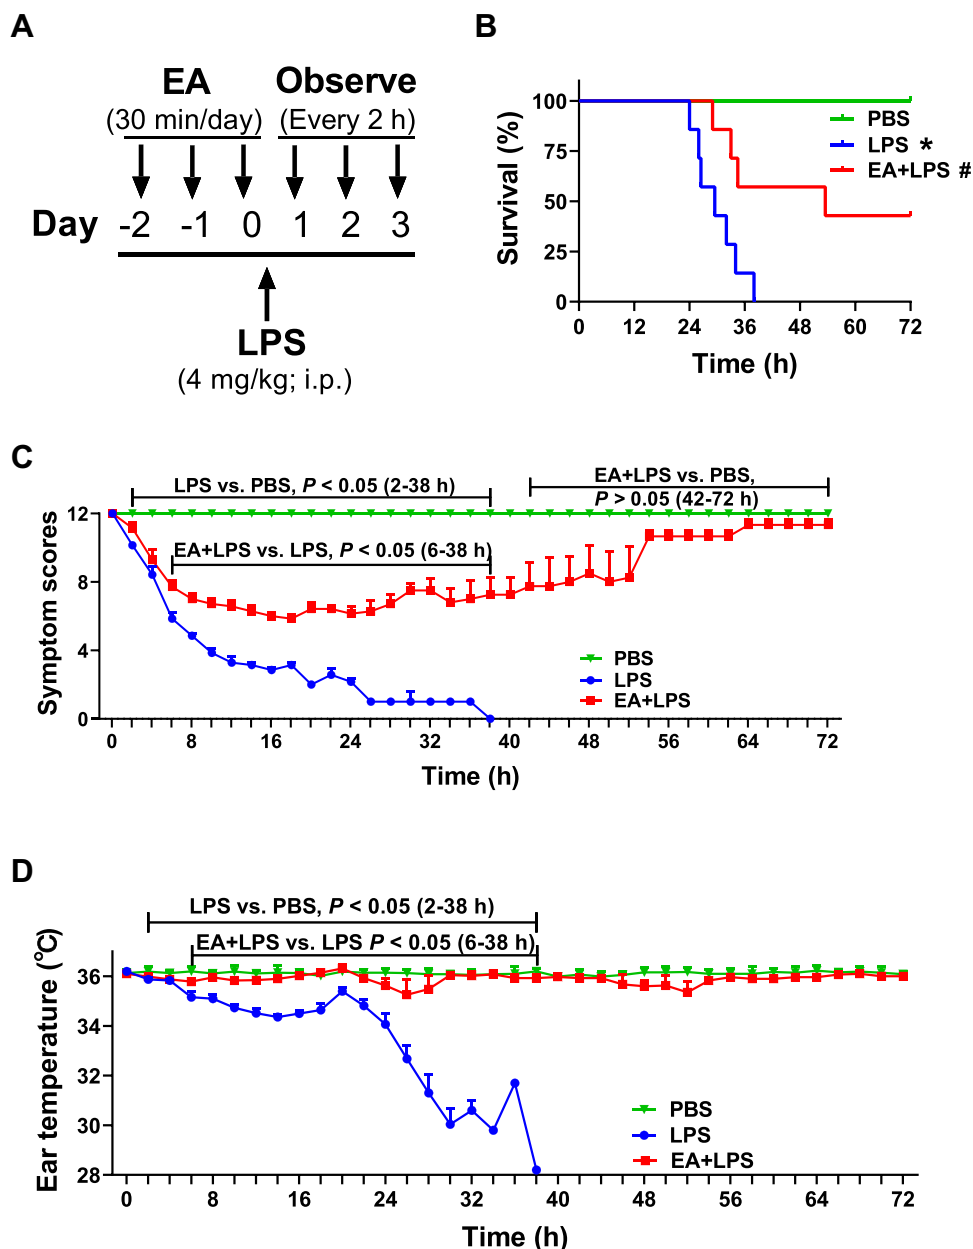 A
EA
Observe
(30 min/day)
(Every 2 h)
Day
-2
-1
0
1
2
3
LPS
(4 mg/kg; i.p.)
B
Survival (%)
100
75
50
25
0
PBS
LPS *
EA+LPS #
0
12
24
36
48
60
72
Time (h)
C
Symptom scores
LPS vs. PBS, P < 0.05 (2-38 h)
EA+LPS vs. PBS,
P > 0.05 (42-72 h)
EA+LPS vs. LPS, P < 0.05 (6-38 h)
12
8
4
0
PBS
LPS
EA+LPS
0
8
16
24
32
40
48
56
64
72
Time (h)
D
Ear temperature (℃)
LPS vs. PBS, P < 0.05 (2-38 h)
EA+LPS vs. LPS P < 0.05 (6-38 h)
36
34
32
30
28
PBS
LPS
EA+LPS
0
8
16
24
32
40
48
56
64
72
Time (h)